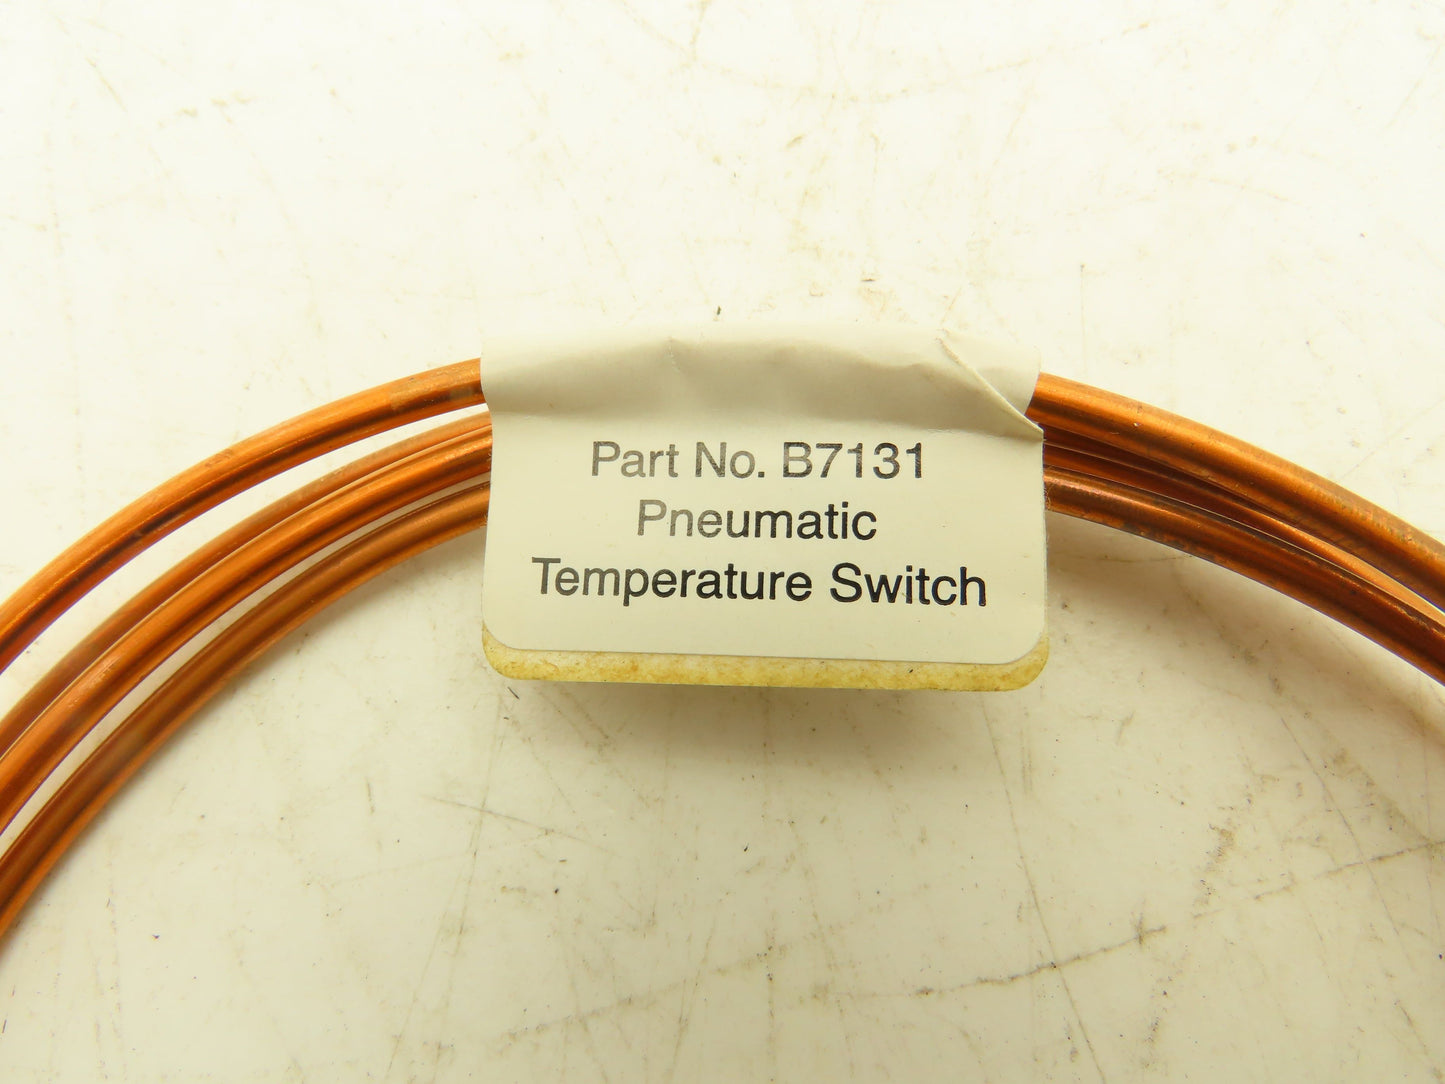 Part No. B7131
Pneumatic
Temperature Switch